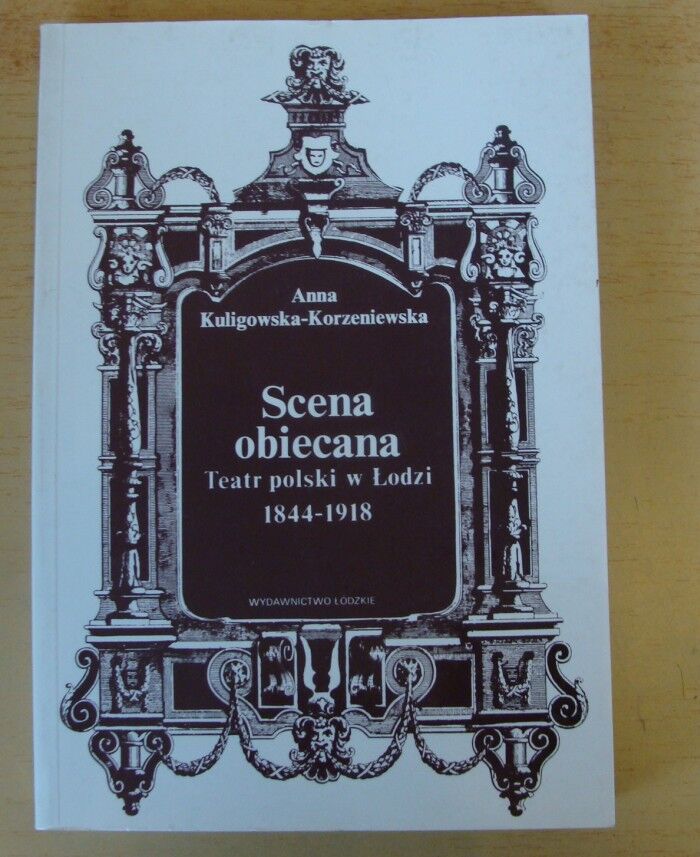 Anna
Kuligowska-Korzeniewska
Scena
obiecana
Teatr polski w Łodzi
1844-1918
WYDAWNICTWO ŁÓDZKIE